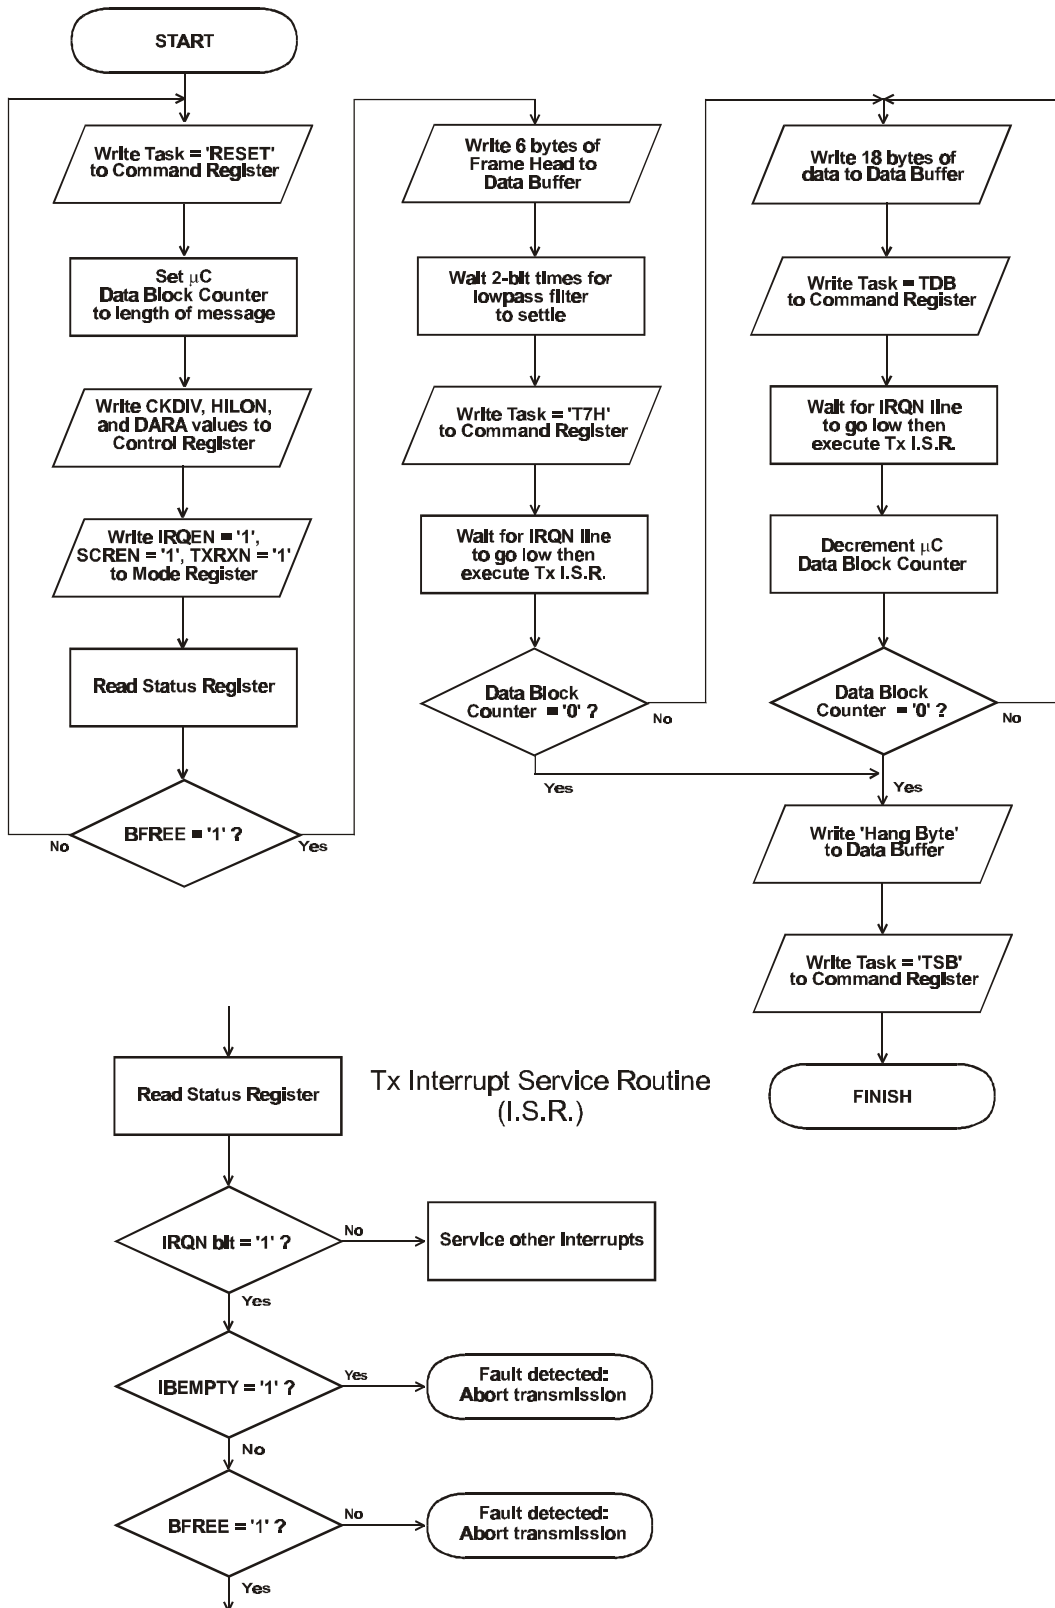 START
Write Task = 'RESET'
to Command Register
Set µC
Data Block Counter
to length of message
Write CKDIV, HILON,
and DARA values to
Control Register
Write IRQEN = '1',
SCREN = '1', TXRXN = '1'
to Mode Register
Read Status Register
BFREE = '1' ?
No
Yes
Write 6 bytes of
Frame Head to
Data Buffer
Wait 2-bit times for
lowpass filter
to settle
Write Task = 'T7H'
to Command Register
Wait for IRQN line
to go low then
execute Tx I.S.R.
Data Block
Counter = '0' ?
No
Yes
Write 18 bytes of
data to Data Buffer
Write Task = TDB
to Command Register
Wait for IRQN line
to go low then
execute Tx I.S.R.
Decrement µC
Data Block Counter
Data Block
Counter = '0' ?
No
Yes
Write 'Hang Byte'
to Data Buffer
Write Task = 'TSB'
to Command Register
FINISH
Tx Interrupt Service Routine
(I.S.R.)
Read Status Register
IRQN bit = '1' ?
No
Service other Interrupts
Yes
IBEMPTY = '1' ?
Yes
Fault detected:
Abort transmission
No
BFREE = '1' ?
No
Fault detected:
Abort transmission
Yes